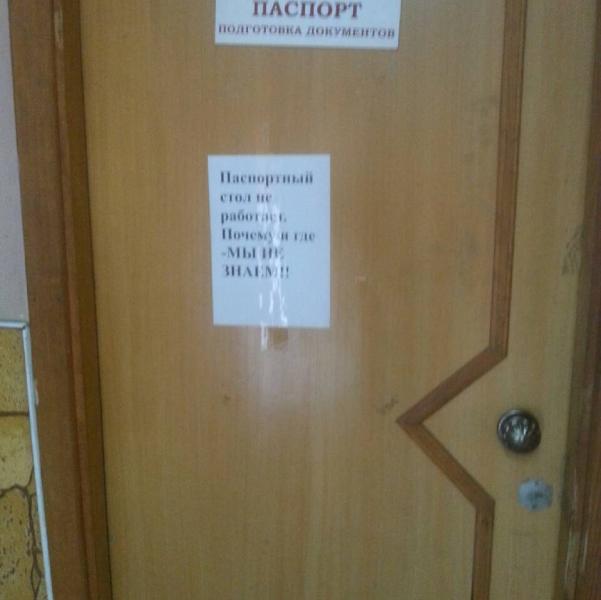 ПАСПОРТ
ПОДГОТОВКА ДОКУМЕНТОВ
Паспортный
стол не
работает.
Почему и где
-МЫ НЕ
ЗНАЕМ!!